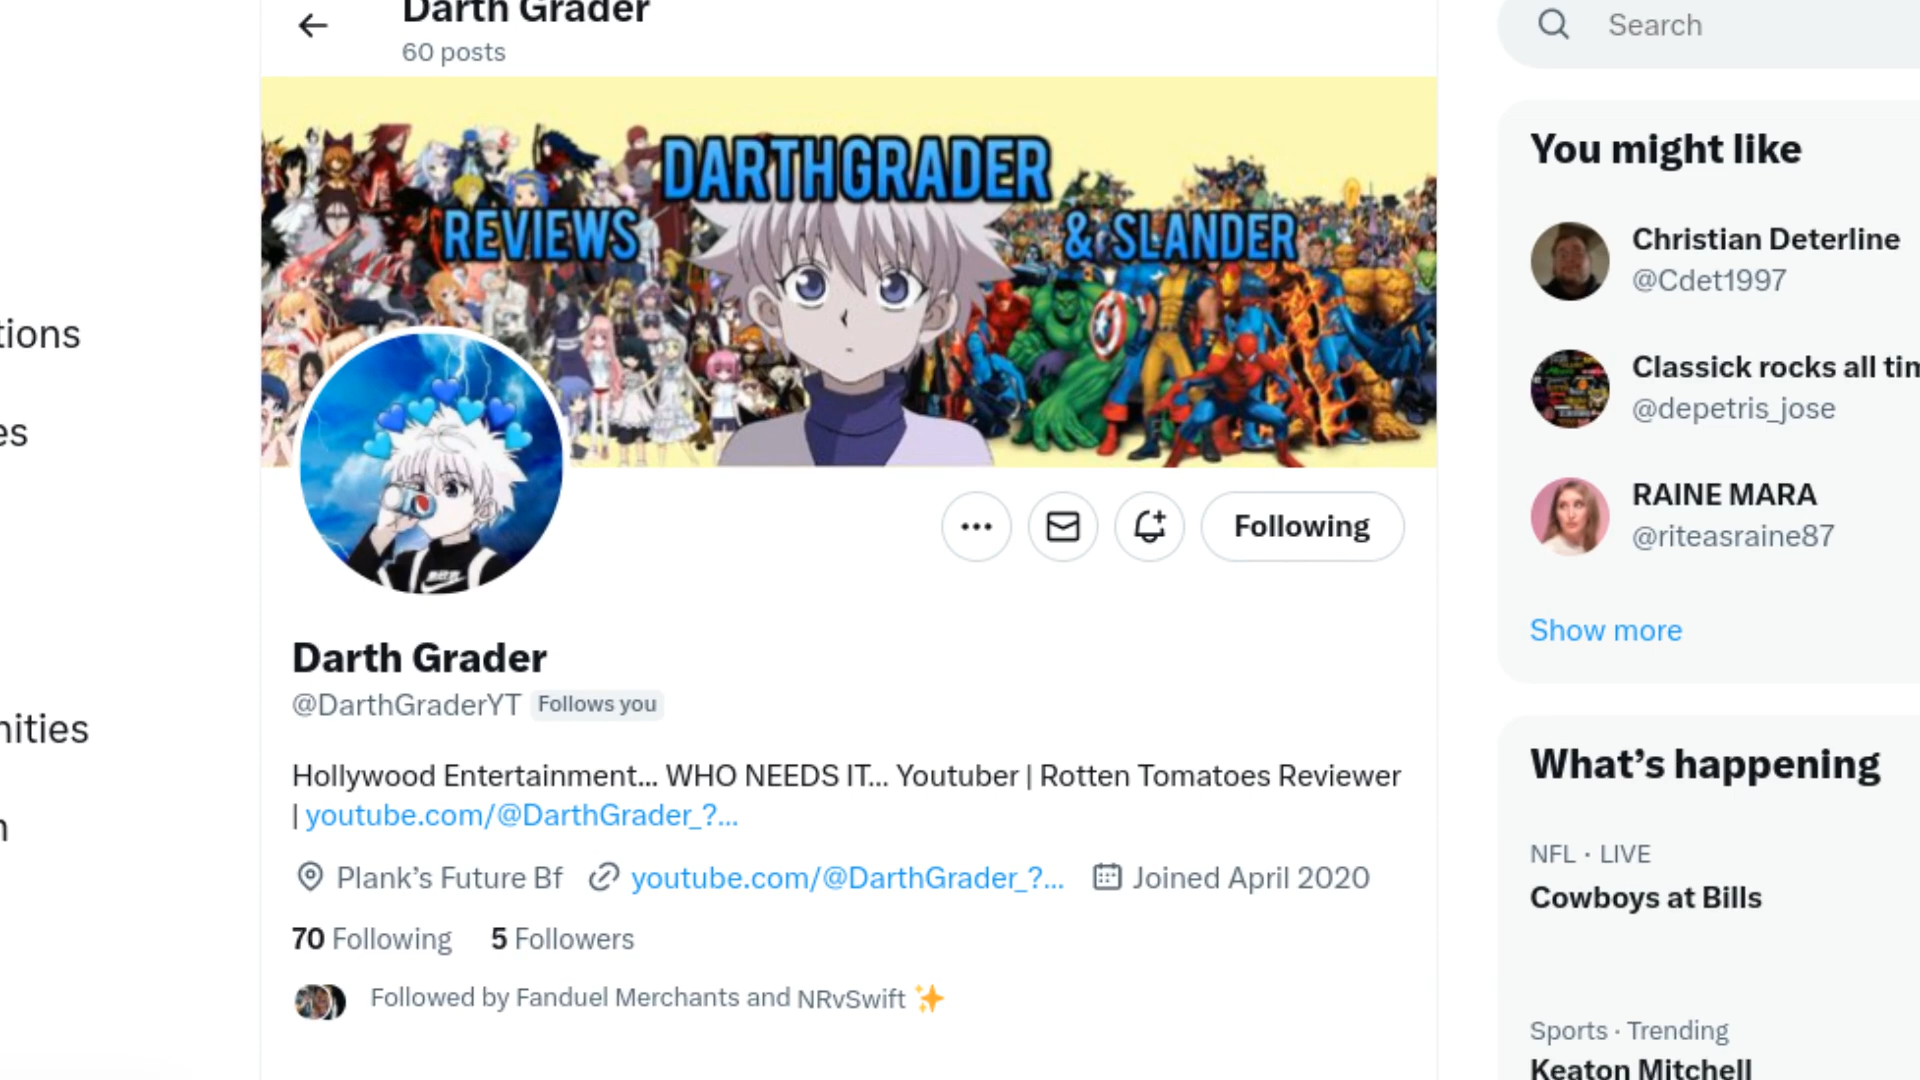 Darth Grader
60 posts
DARTHGRADER
REVIEWS
& SLANDER
Following
Darth Grader
@DarthGraderYT Follows you
Hollywood Entertainment... WHO NEEDS IT... Youtuber | Rotten Tomatoes Reviewer
| youtube.com/@DarthGrader_?...
Plank’s Future Bf youtube.com/@DarthGrader_?... Joined April 2020
70 Following 5 Followers
Followed by Fanduel Merchants and NRvSwift
tions
es
nities
n
Search
You might like
Christian Deterline
@Cdet1997
Classick rocks all tim
@depetris_jose
RAINE MARA
@riteasraine87
Show more
What’s happening
NFL · LIVE
Cowboys at Bills
Sports · Trending
Keaton Mitchell